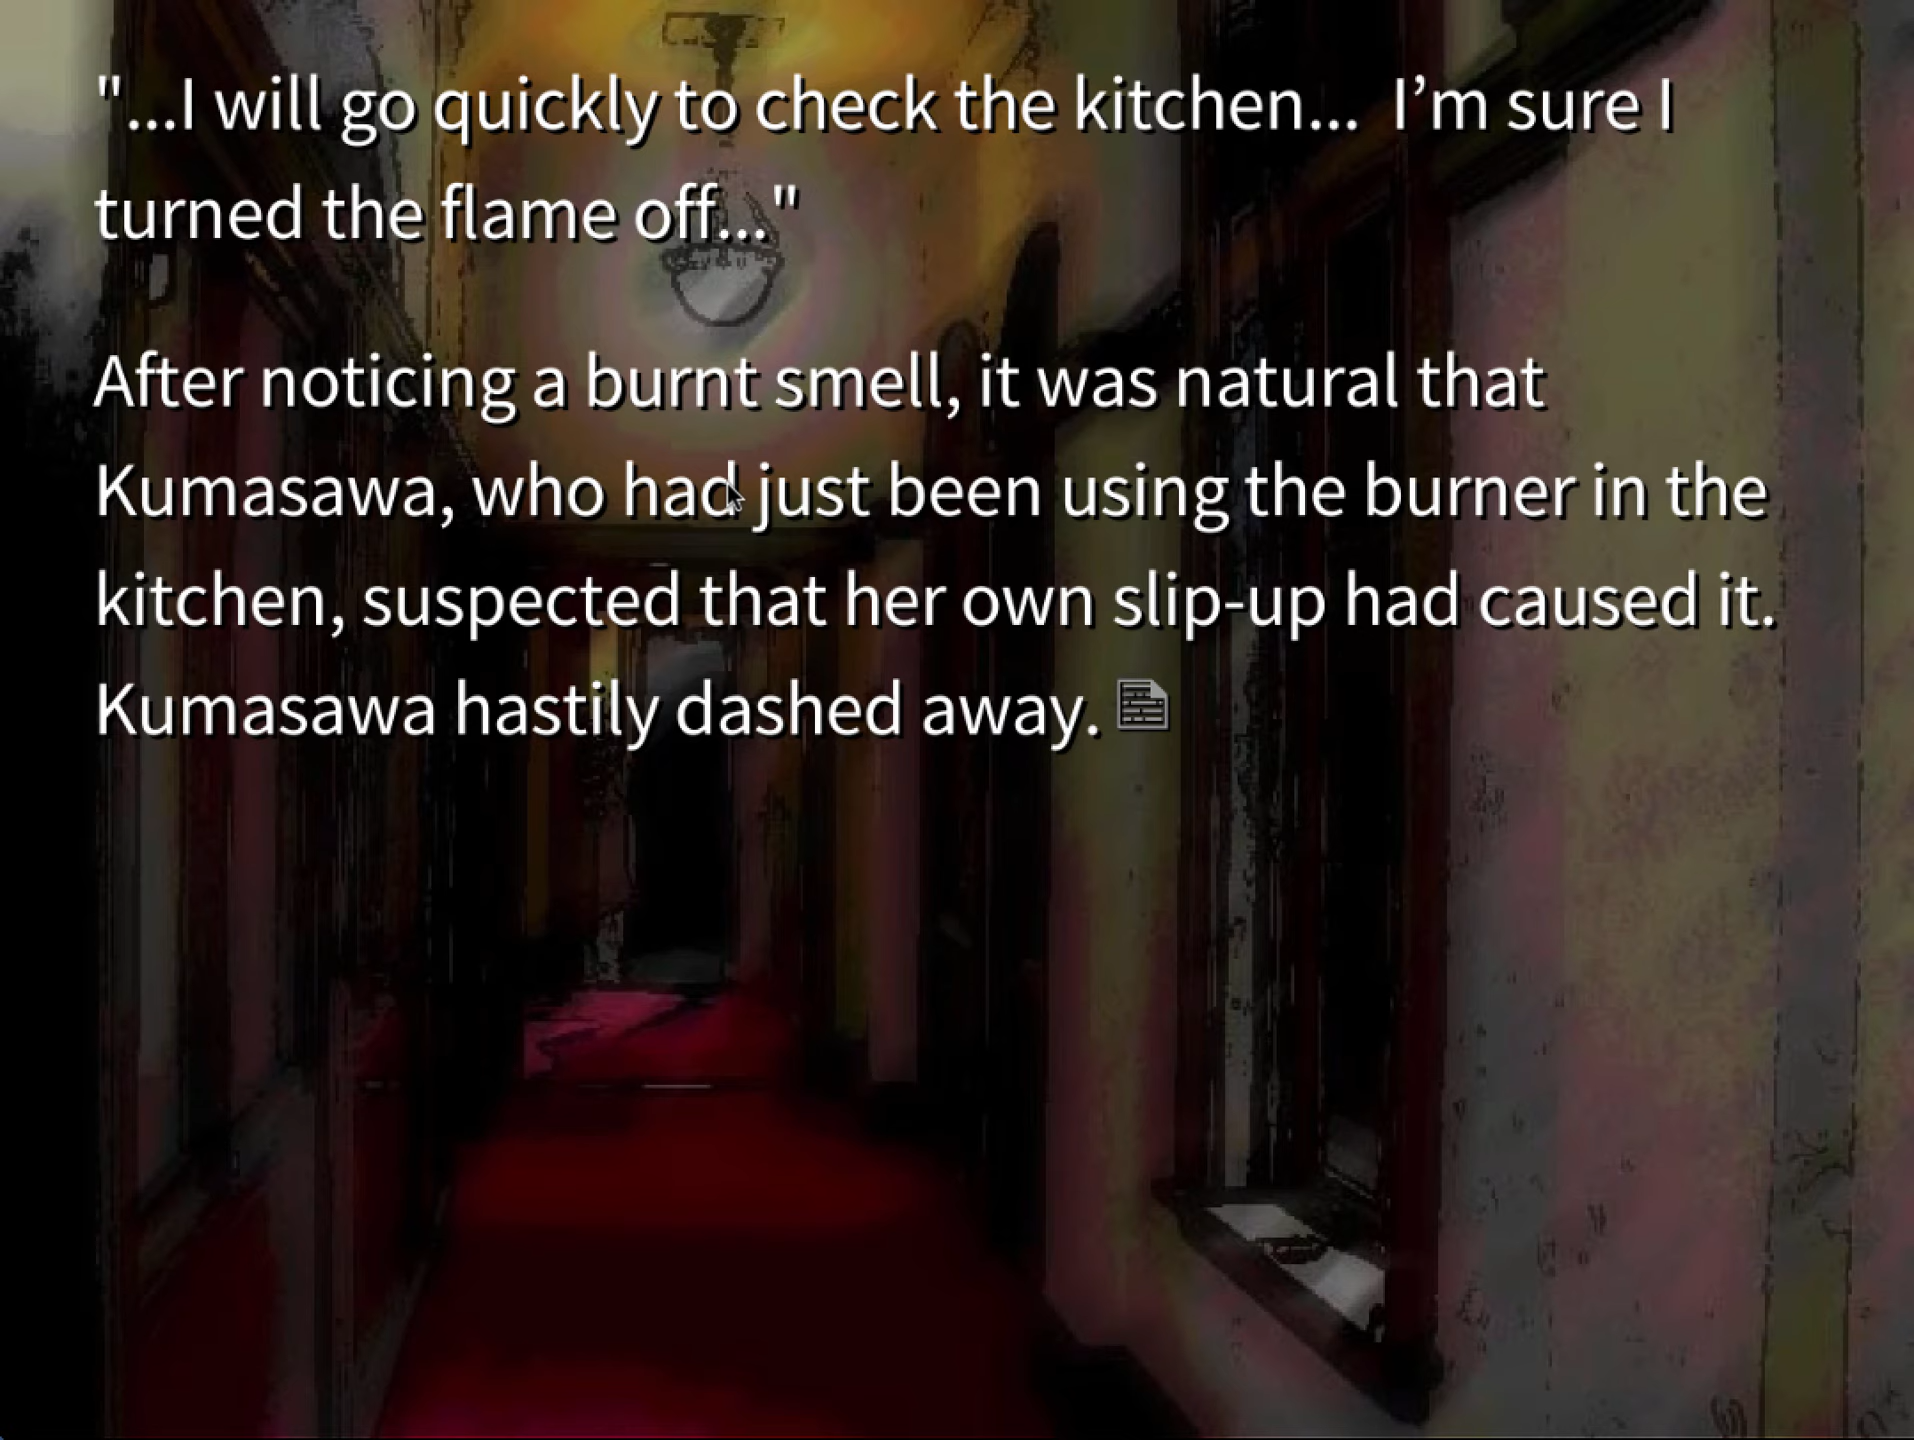 "...I will go quickly to check the kitchen...  I’m sure I
turned the flame off..."
After noticing a burnt smell, it was natural that
Kumasawa, who had just been using the burner in the
kitchen, suspected that her own slip-up had caused it.
Kumasawa hastily dashed away.